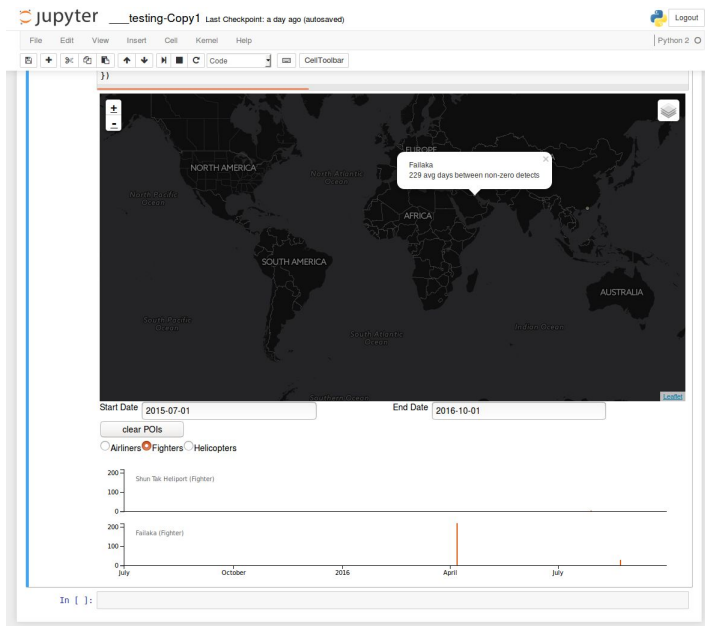 jupyter ____testing-Copy1 Last Checkpoint: a day ago (autosaved)
Logout
File Edit View Insert Cell Kernel Help
Python 2
Code
CellToolbar
})
+
-
NORTH AMERICA
EUROPE
North Pacific
Ocean
North Atlantic
Ocean
Failaka
229 avg days between non-zero detects
×
AFRICA
SOUTH AMERICA
AUSTRALIA
South Pacific
Ocean
South Atlantic
Ocean
Indian Ocean
Southern Ocean
Leaflet
Start Date 2015-07-01
End Date 2016-10-01
clear POIs
Airliners Fighters Helicopters
200
Shun Tak Heliport (Fighter)
100
0
200
Failaka (Fighter)
100
0
July October 2016 April July
In [ ]: